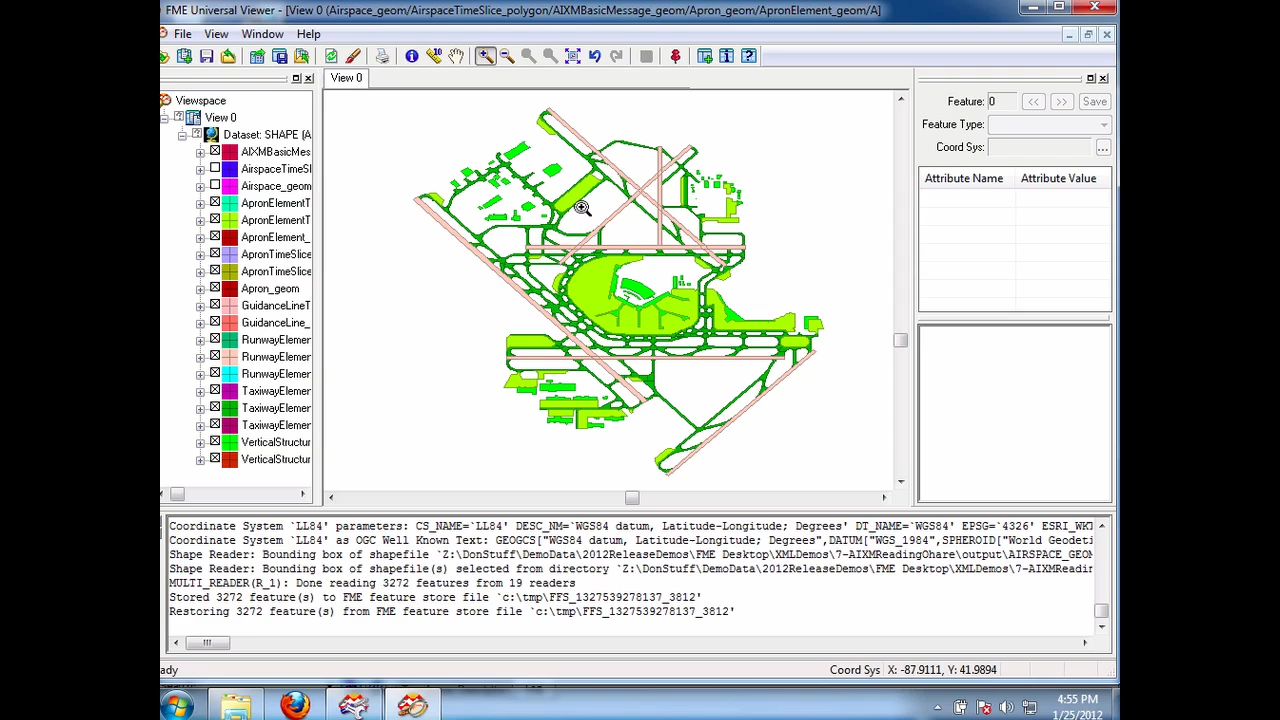 FME Universal Viewer - [View 0 (Airspace_geom/AirspaceTimeSlice_polygon/AIXMBasicMessage_geom/Apron_geom/ApronElement_geom/A]
File View Window Help
View 0
Viewspace
View 0
Dataset: SHAPE [A
AIXMBasicMes
AirspaceTimeSl
Airspace_geom
ApronElementT
ApronElementT
ApronElement_
ApronTimeSlice
ApronTimeSlice
Apron_geom
GuidanceLineT
GuidanceLine_
RunwayElemer
RunwayElemer
RunwayElemer
TaxiwayElemer
TaxiwayElemer
TaxiwayElemer
VerticalStructur
VerticalStructur
Feature: 0 << >> Save
Feature Type:
Coord Sys: ...
Attribute Name Attribute Value
Coordinate System `LL84' parameters: CS_NAME=`LL84' DESC_NM=`WGS84 datum, Latitude-Longitude; Degrees' DT_NAME=`WGS84' EPSG=`4326' ESRI_WKT
Coordinate System `LL84' as OGC Well Known Text: GEOGCS["WGS84 datum, Latitude-Longitude; Degrees",DATUM["WGS_1984",SPHEROID["World Geodeti
Shape Reader: Bounding box of shapefile `Z:\DonStuff\DemoData\2012ReleaseDemos\FME Desktop\XMLDemos\7-AIXMReadingOhare\output\AIRSPACE_GEOM
Shape Reader: Bounding box of shapefile(s) selected from directory `Z:\DonStuff\DemoData\2012ReleaseDemos\FME Desktop\XMLDemos\7-AIXMReadin
MULTI_READER(R_1): Done reading 3272 features from 19 readers
Stored 3272 feature(s) to FME feature store file `c:\tmp\FFS_1327539278137_3812'
Restoring 3272 feature(s) from FME feature store file `c:\tmp\FFS_1327539278137_3812'
ady
Coord Sys X: -87.9111, Y: 41.9894
4:55 PM
1/25/2012